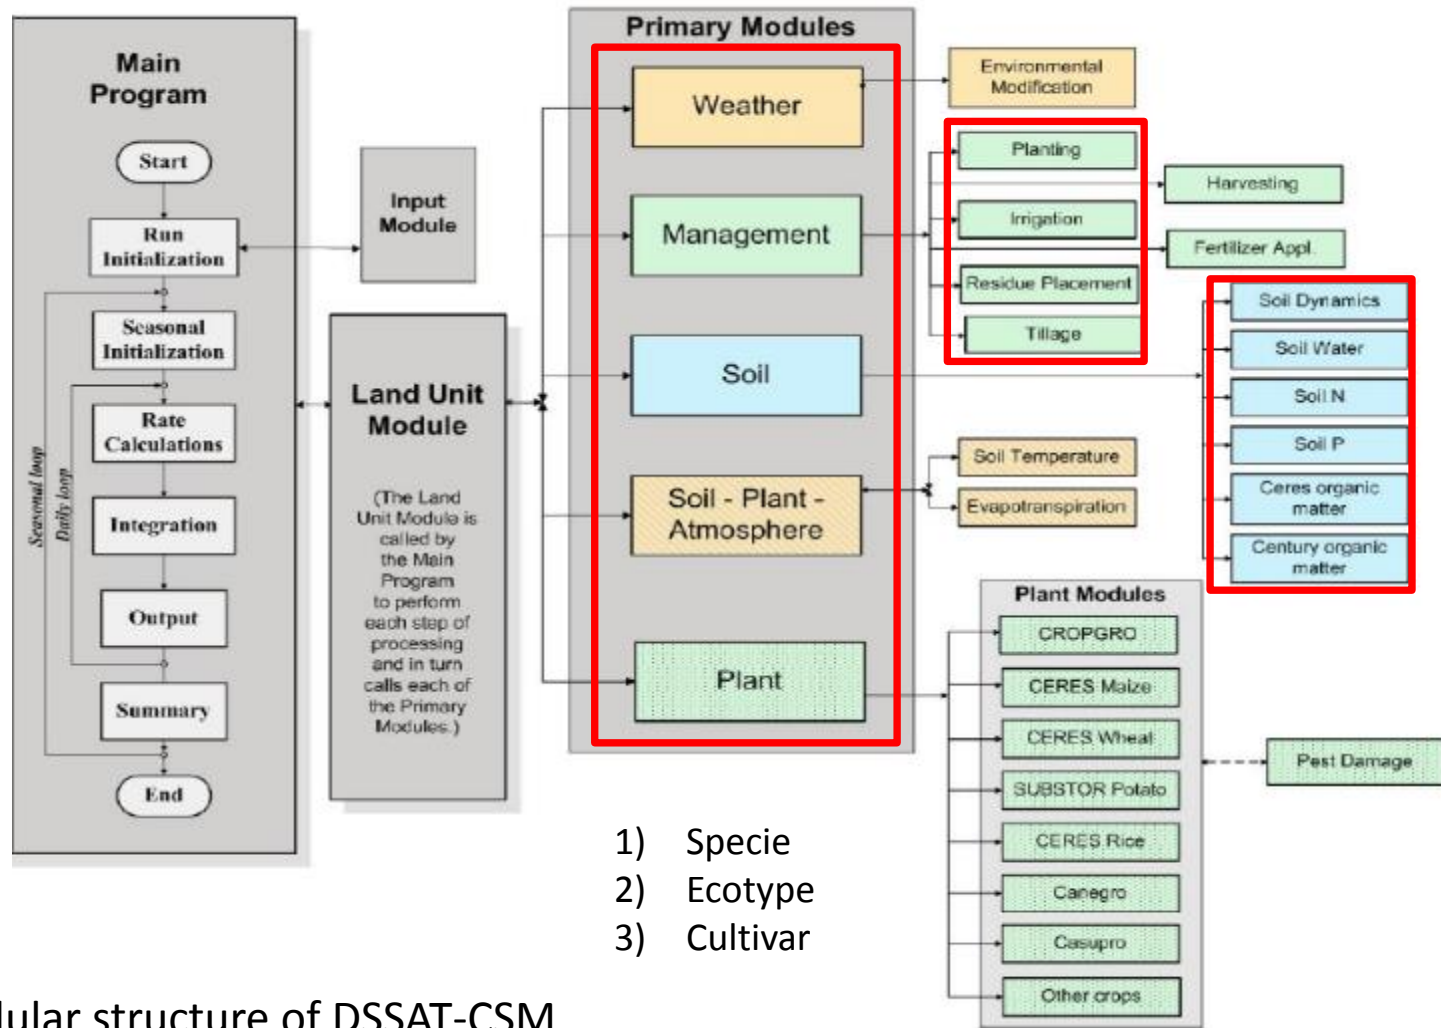 Main
Program
Start
Run
Initialization
Seasonal
Initialization
Rate
Calculations
Integration
Output
Summary
End
Seasonal loop
Daily loop
Input
Module
Land Unit
Module
(The Land
Unit Module is
called by
the Main
Program
to perform
each step of
processing
and in turn
calls each of
the Primary
Modules.)
Primary Modules
Weather
Management
Soil
Soil - Plant -
Atmosphere
Plant
Environmental
Modification
Planting
Irrigation
Residue Placement
Tillage
Harvesting
Fertilizer Appl.
Soil Dynamics
Soil Water
Soil N
Soil P
Ceres organic
matter
Century organic
matter
Soil Temperature
Evapotranspiration
Plant Modules
CROPGRO
CERES Maize
CERES Wheat
SUBSTOR Potato
CERES Rice
Canegro
Casupro
Other crops
Pest Damage
1) Specie
2) Ecotype
3) Cultivar
structure of DSSAT-CSM